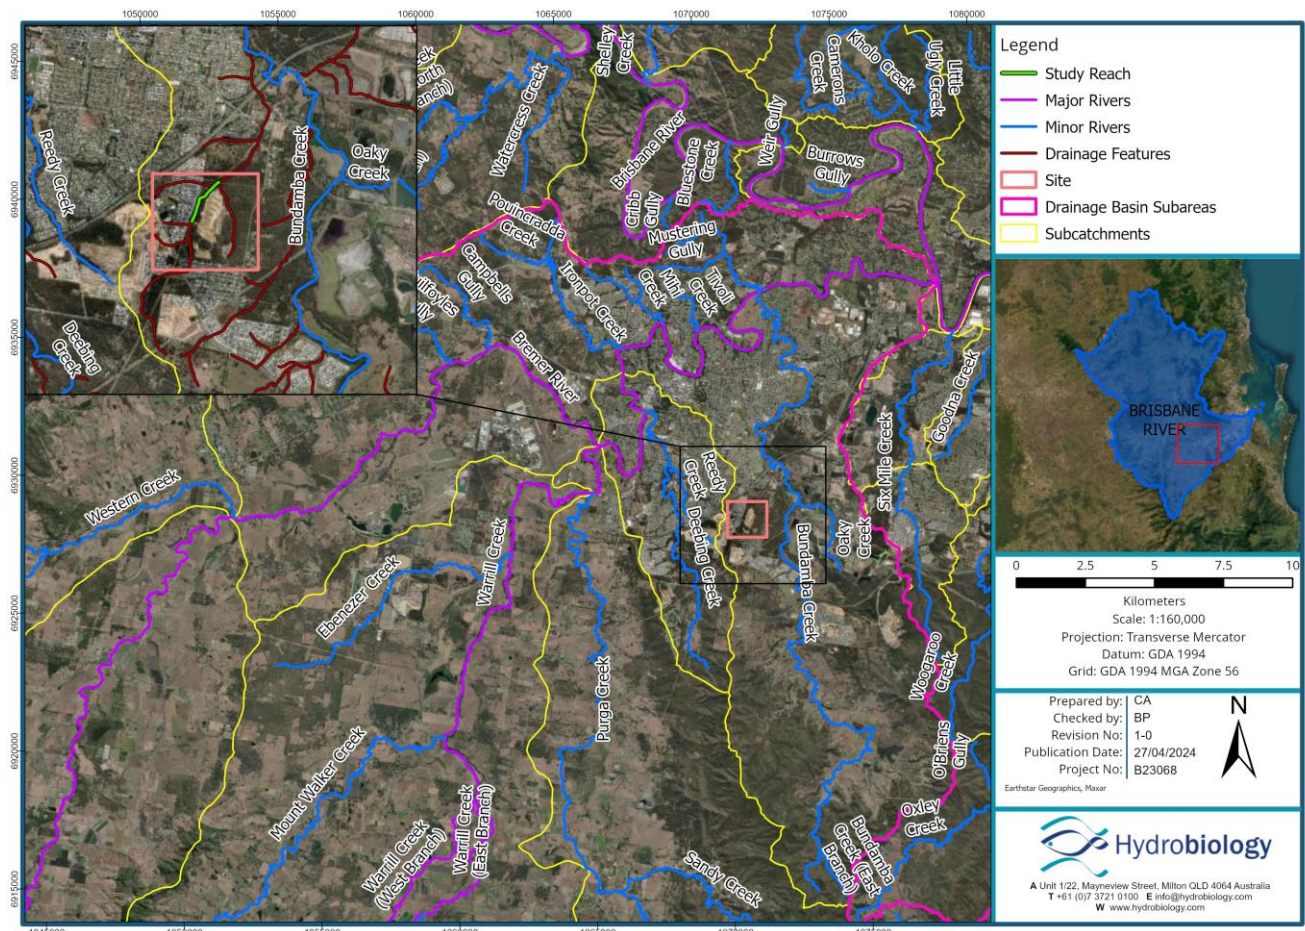 1050000
1055000
1060000
1065000
1070000
1075000
1080000
6945000
6940000
6935000
6930000
6925000
6920000
6915000
Reedy Creek
Bundamba Creek
Oaky
Creek
Deebing
Creek
Watercress Creek
Shelley
Creek
Camerons
Creek
Kholo Creek
Ugly Creek
Little
Brisbane River
Bluestone
Creek
Weir Gully
Burrows
Gully
Cribb
Gully
Pouincradda
Creek
Mustering
Gully
Campbells
Gully
Ironpot Creek
Mihi
Creek
Tivoli
Creek
Bremer River
Goodna Creek
Six Mile Creek
Western Creek
Reedy
Creek
Deebing Creek
Oaky
Creek
Bundamba Creek
Warrill Creek
Ebenezer Creek
Purga Creek
Woogaroo
Creek
O'Briens
Gully
Mount Walker Creek
Warrill Creek
(West Branch)
Warrill Creek
(East Branch)
Oxley
Creek
Bundamba
Creek (East
Branch)
Sandy Creek
Legend
Study Reach
Major Rivers
Minor Rivers
Drainage Features
Site
Drainage Basin Subareas
Subcatchments
BRISBANE
RIVER
0 2.5 5 7.5 10
Kilometers
Scale: 1:160,000
Projection: Transverse Mercator
Datum: GDA 1994
Grid: GDA 1994 MGA Zone 56
Prepared by: CA
Checked by: BP
Revision No: 1-0
Publication Date: 27/04/2024
Project No: B23068
N
Earthstar Geographics, Maxar
Hydrobiology
A Unit 1/22, Mayneview Street, Milton QLD 4064 Australia
T +61 (0)7 3721 0100 E info@hydrobiology.com
W www.hydrobiology.com